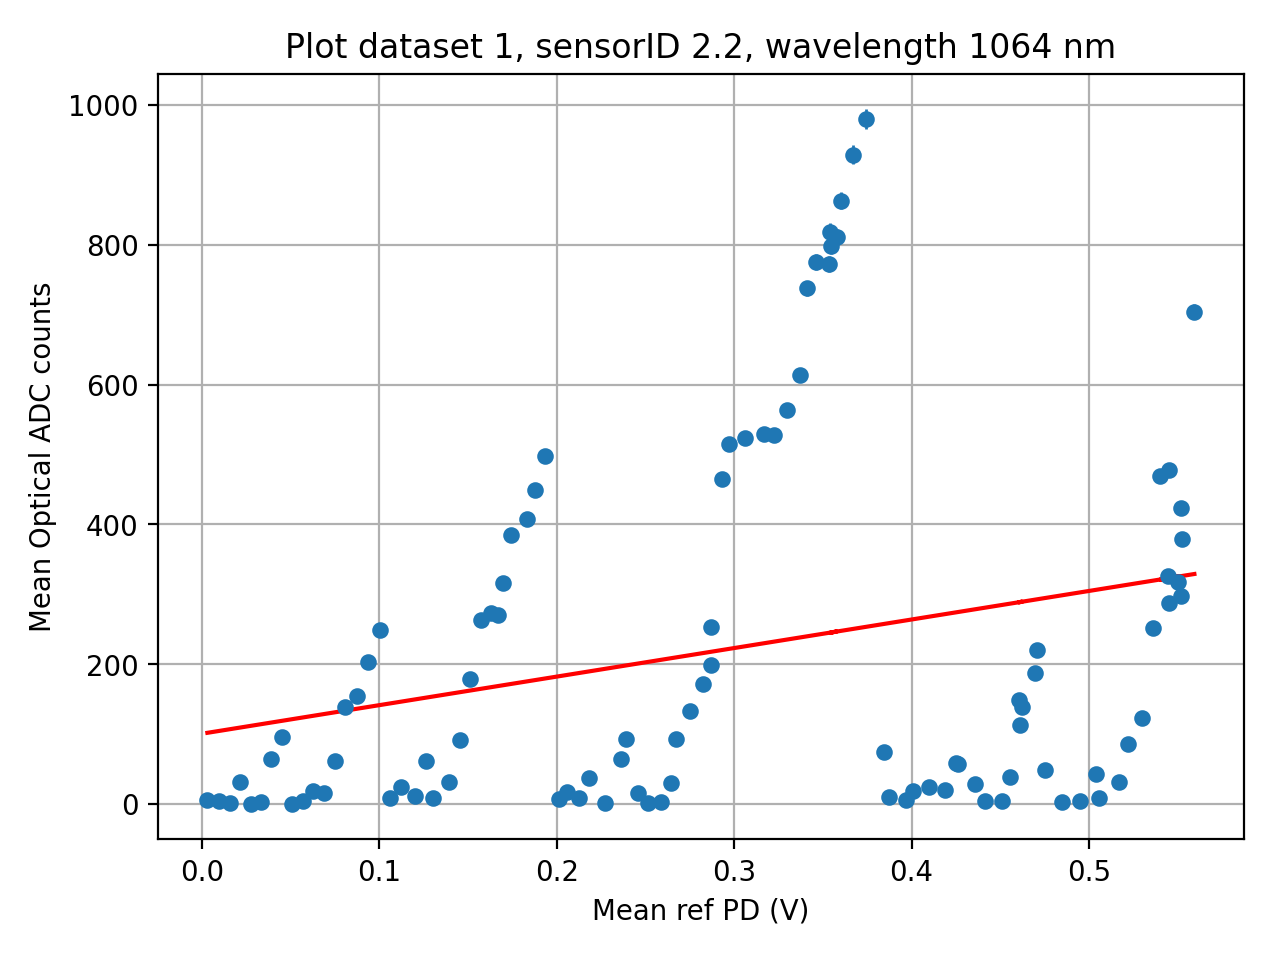 Plot dataset 1, sensorID 2.2, wavelength 1064 nm
Mean Optical ADC counts
1000
800
600
400
200
0
0.0 0.1 0.2 0.3 0.4 0.5
Mean ref PD (V)